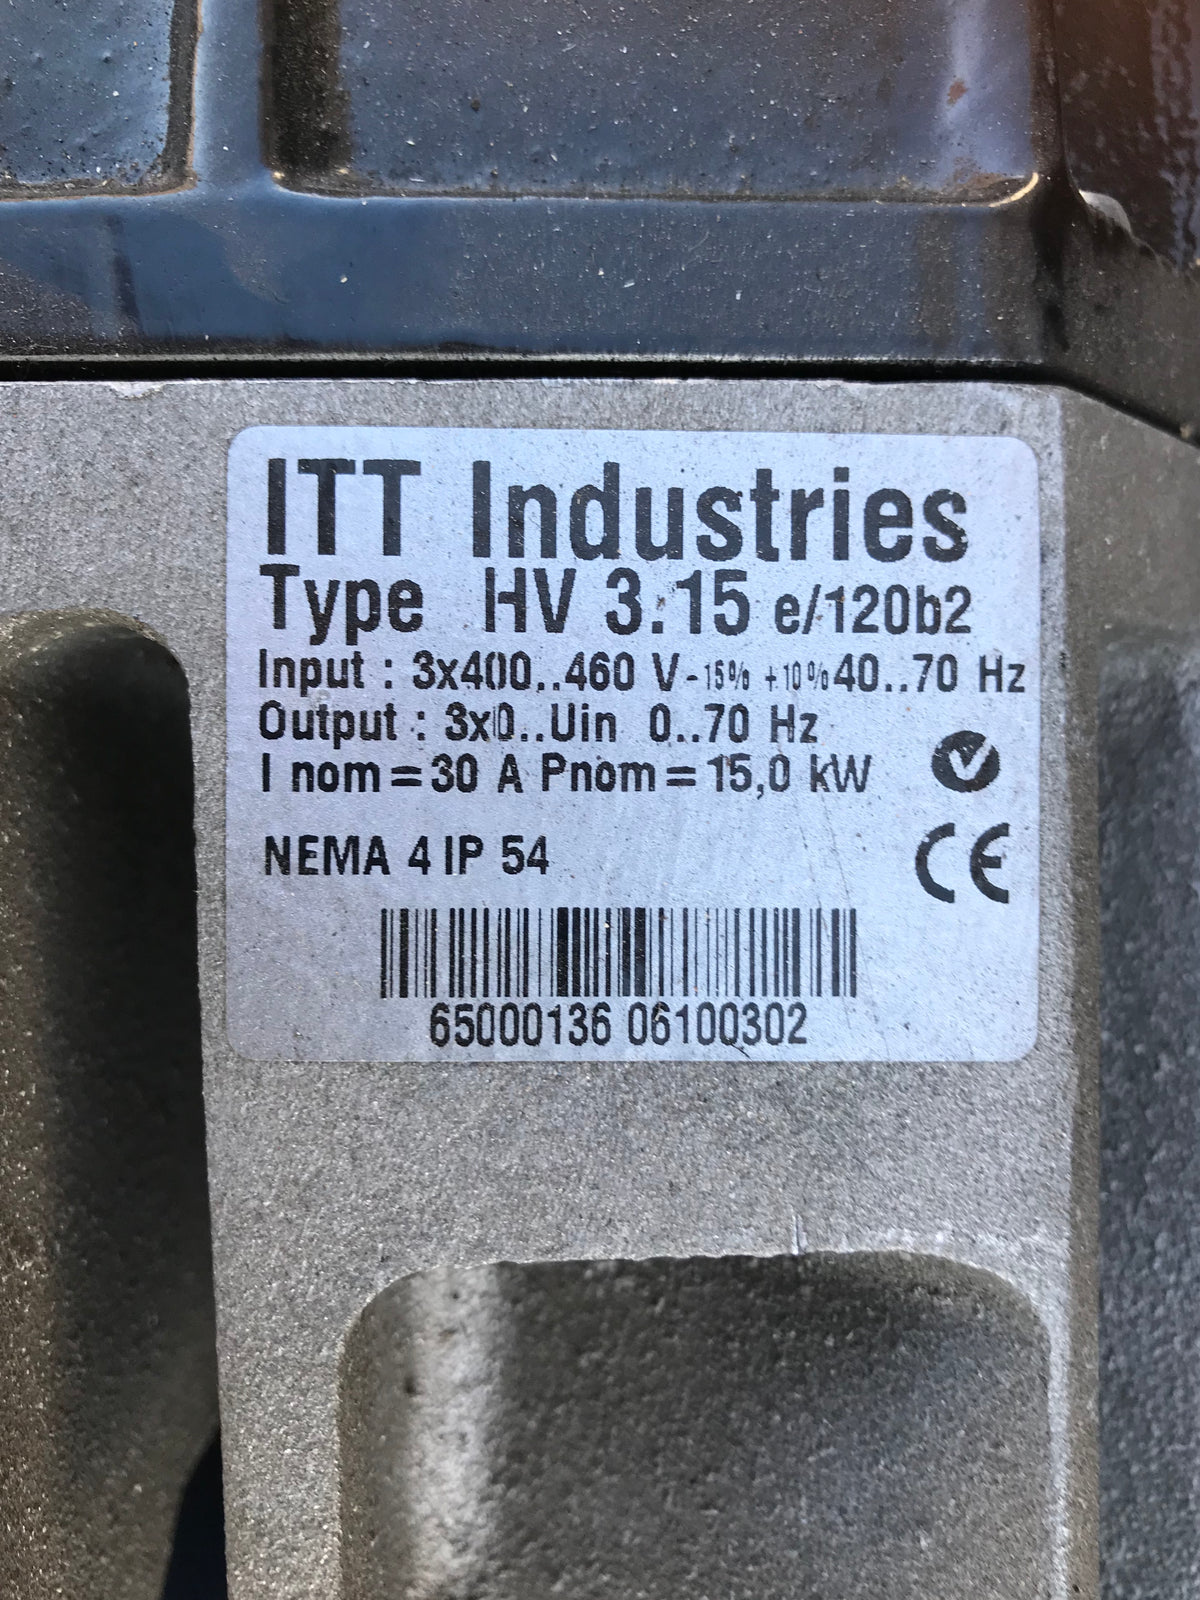 ITT Industries
Type HV 3.15 e/120b2
Input : 3x400..460 V -15% +10% 40..70 Hz
Output : 3x0..Uin 0..70 Hz
I nom = 30 A Pnom = 15,0 kW
NEMA 4 IP 54
CE
65000136 06100302